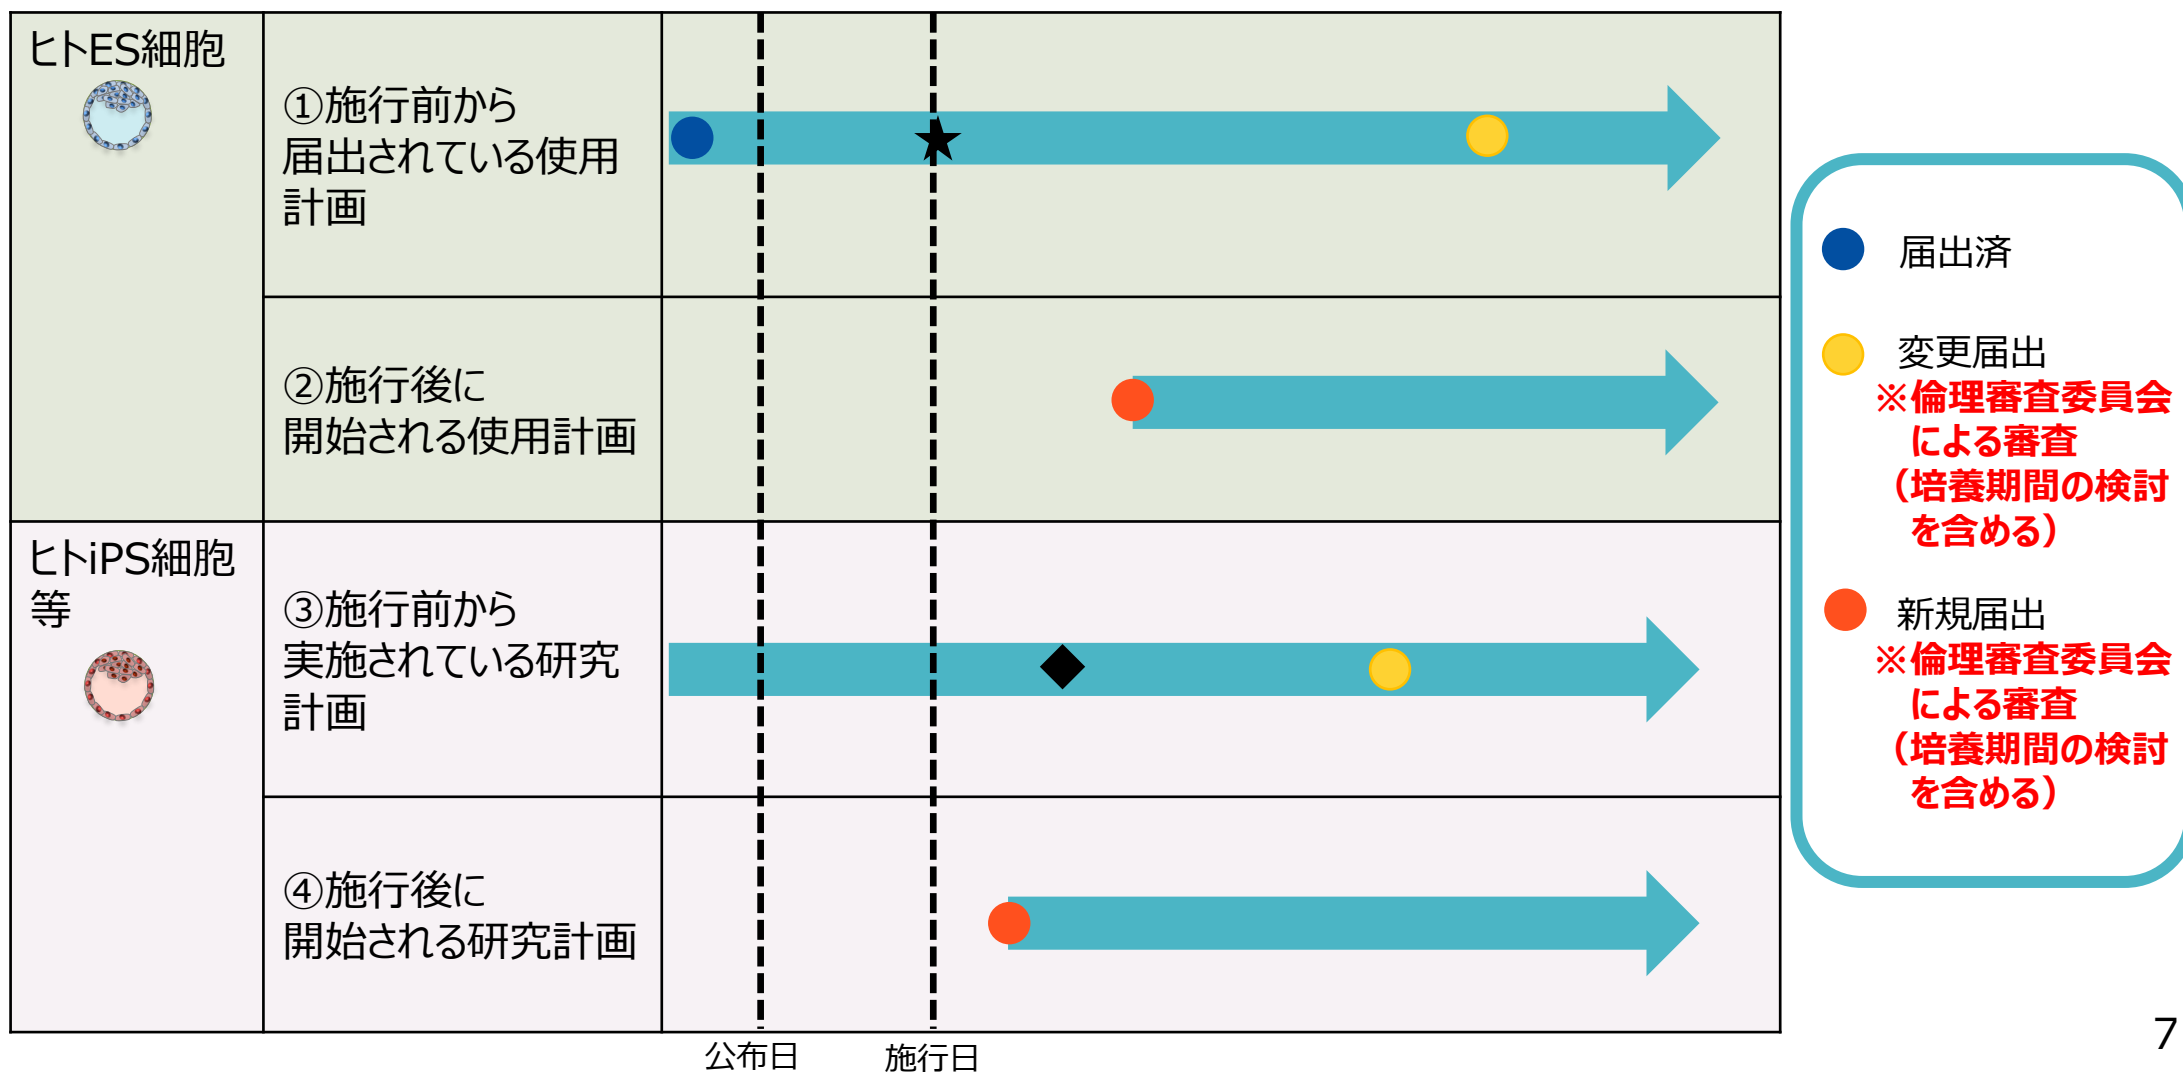 ヒトES細胞
①施行前から
届出されている使用
計画
②施行後に
開始される使用計画
ヒトiPS細胞
等
③施行前から
実施されている研究
計画
④施行後に
開始される研究計画
公布日
施行日
届出済
変更届出
※倫理審査委員会
による審査
（培養期間の検討
を含める）
新規届出
※倫理審査委員会
による審査
（培養期間の検討
を含める）
7